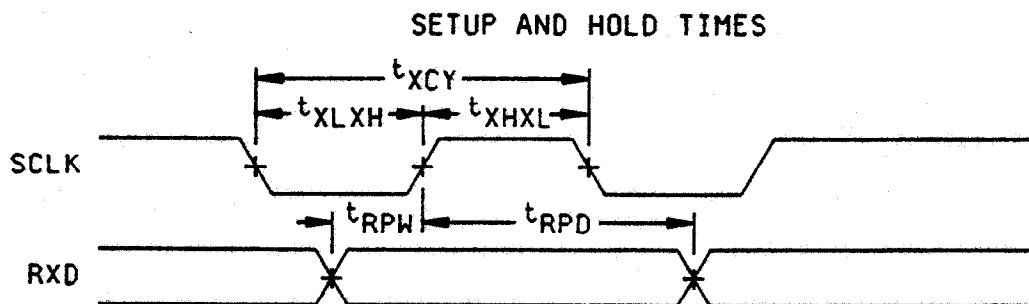 SETUP AND HOLD TIMES
tXCY
tXLXH tXHXL
SCLK
tRPW tRPD
RXD